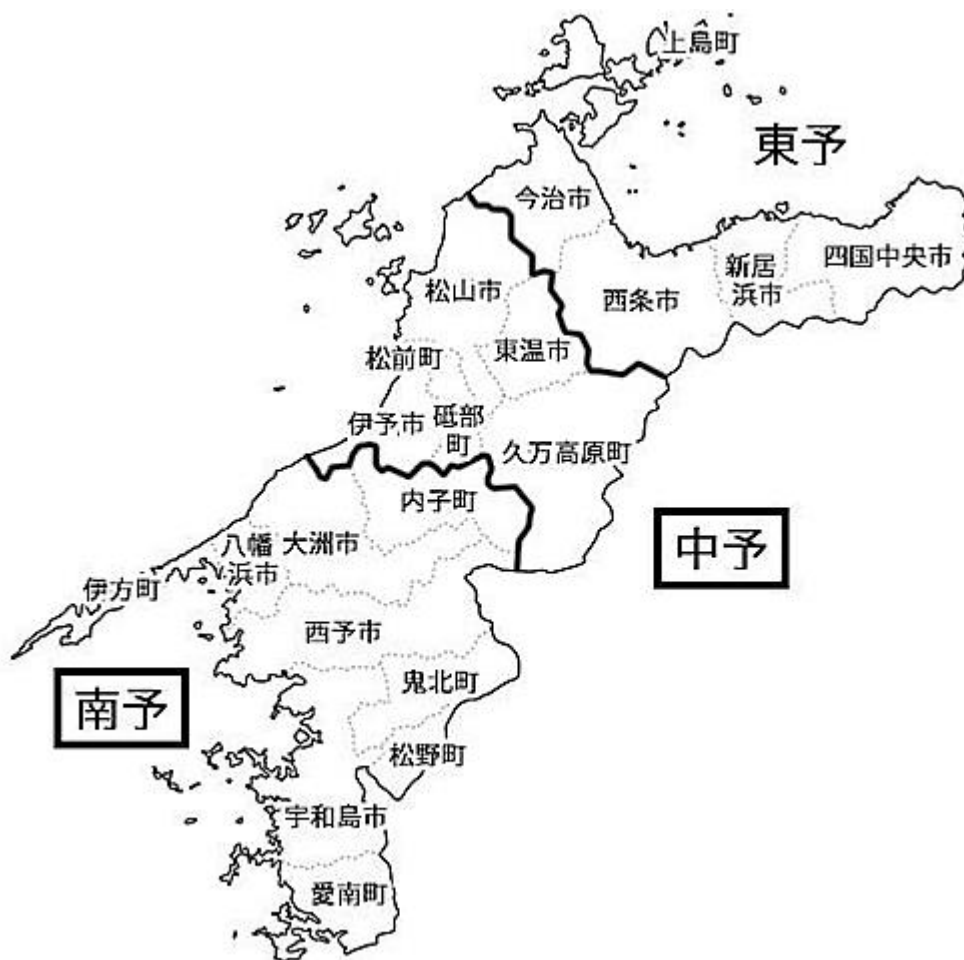 上島町
東予
今治市
四国中央市
新居
浜市
西条市
松山市
東温市
松前町
伊予市
砥部
町
久万高原町
中予
内子町
大洲市
八幡
浜市
伊方町
西予市
南予
鬼北町
松野町
宇和島市
愛南町